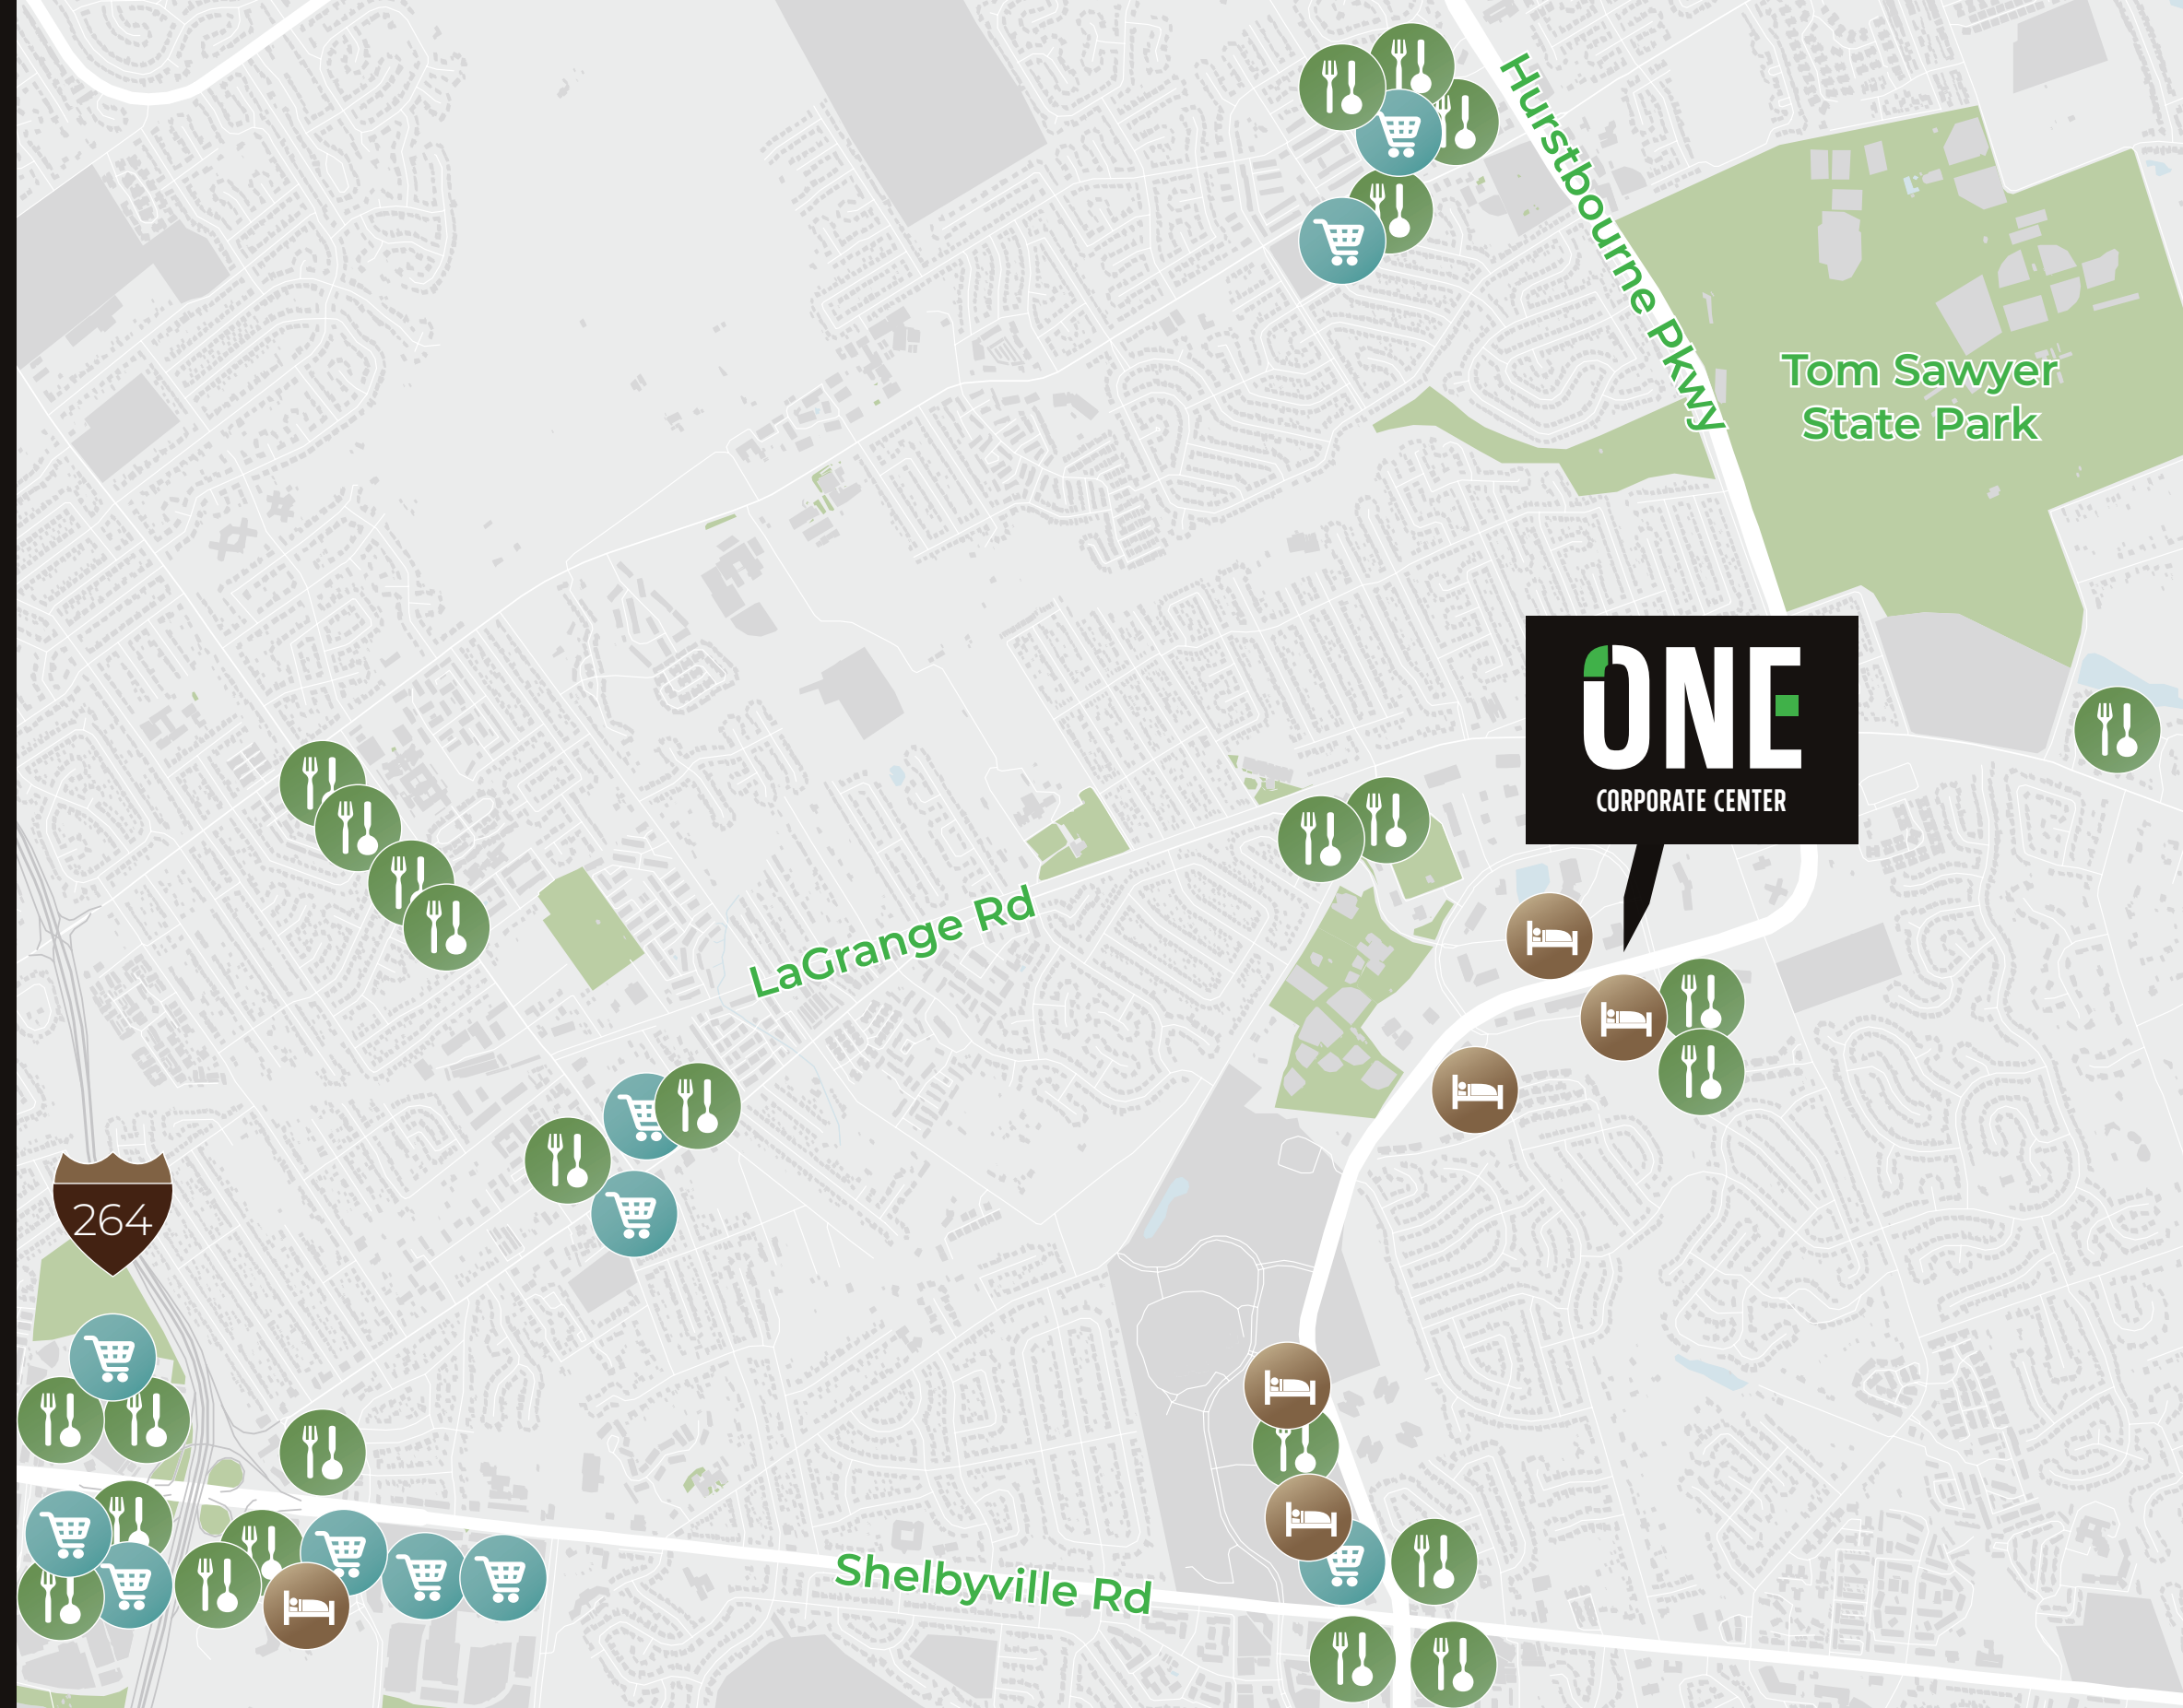 Hurstbourne Pkwy
Tom Sawyer
State Park
ONE
CORPORATE CENTER
LaGrange Rd
264
Shelbyville Rd